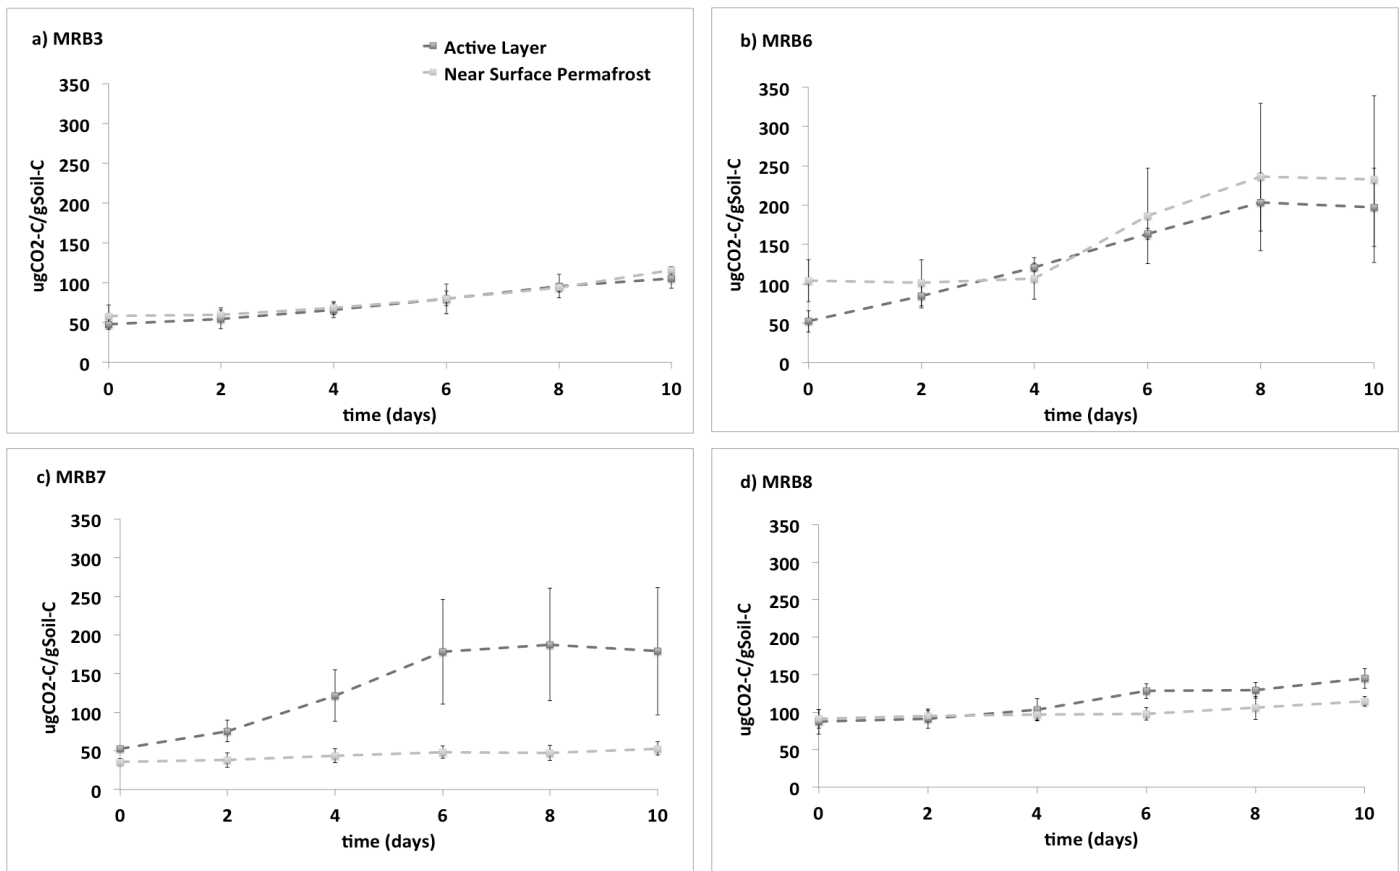 a) MRB3
Active Layer
Near Surface Permafrost
350
300
250
200
150
100
50
0
ugCO2-C/gSoil-C
0 2 4 6 8 10
time (days)
b) MRB6
350
300
250
200
150
100
50
0
ugCO2-C/gSoil-C
0 2 4 6 8 10
time (days)
c) MRB7
350
300
250
200
150
100
50
0
ugCO2-C/gSoil-C
0 2 4 6 8 10
time (days)
d) MRB8
350
300
250
200
150
100
50
0
ugCO2-C/gSoil-C
0 2 4 6 8 10
time (days)